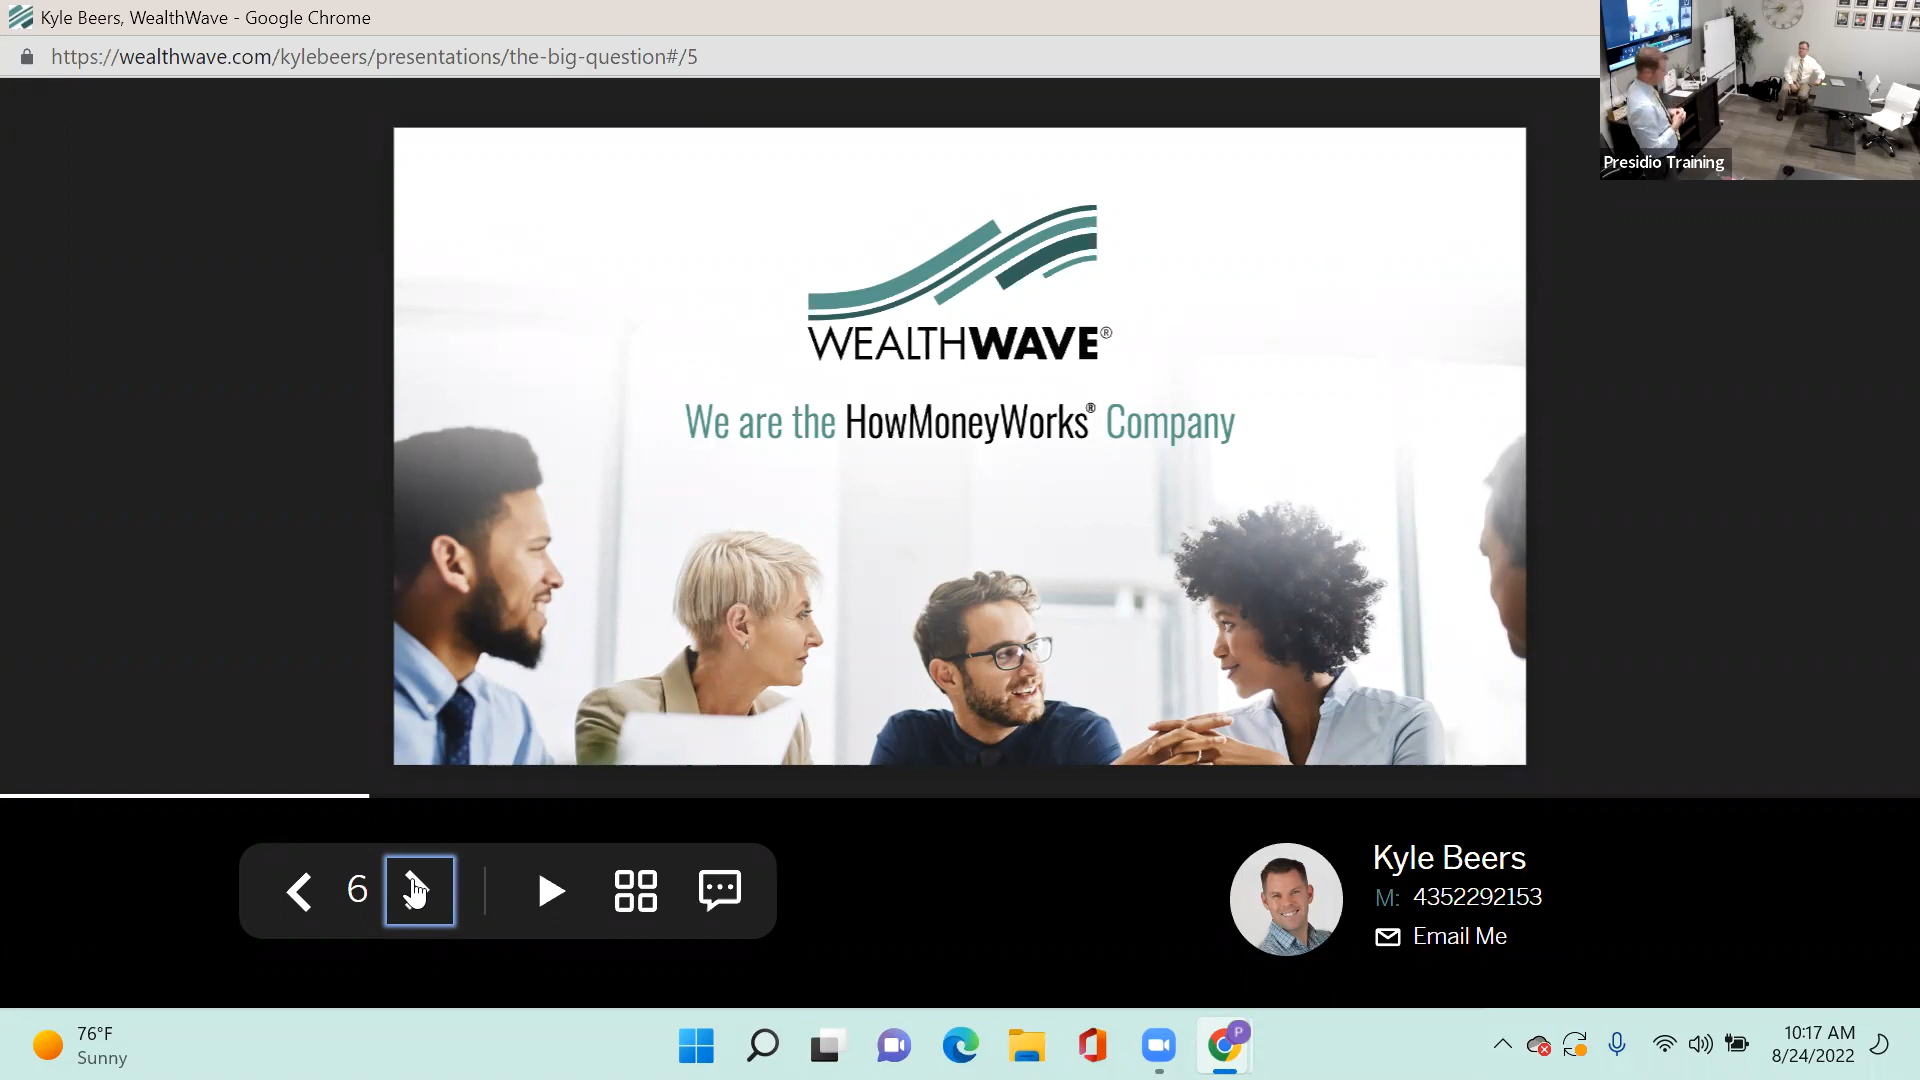 Kyle Beers, WealthWave - Google Chrome
https://wealthwave.com/kylebeers/presentations/the-big-question#/5
Presidio Training
WEALTHWAVE®
We are the HowMoneyWorks® Company
6
Kyle Beers
M: 4352292153
Email Me
76°F
Sunny
P
10:17 AM
8/24/2022